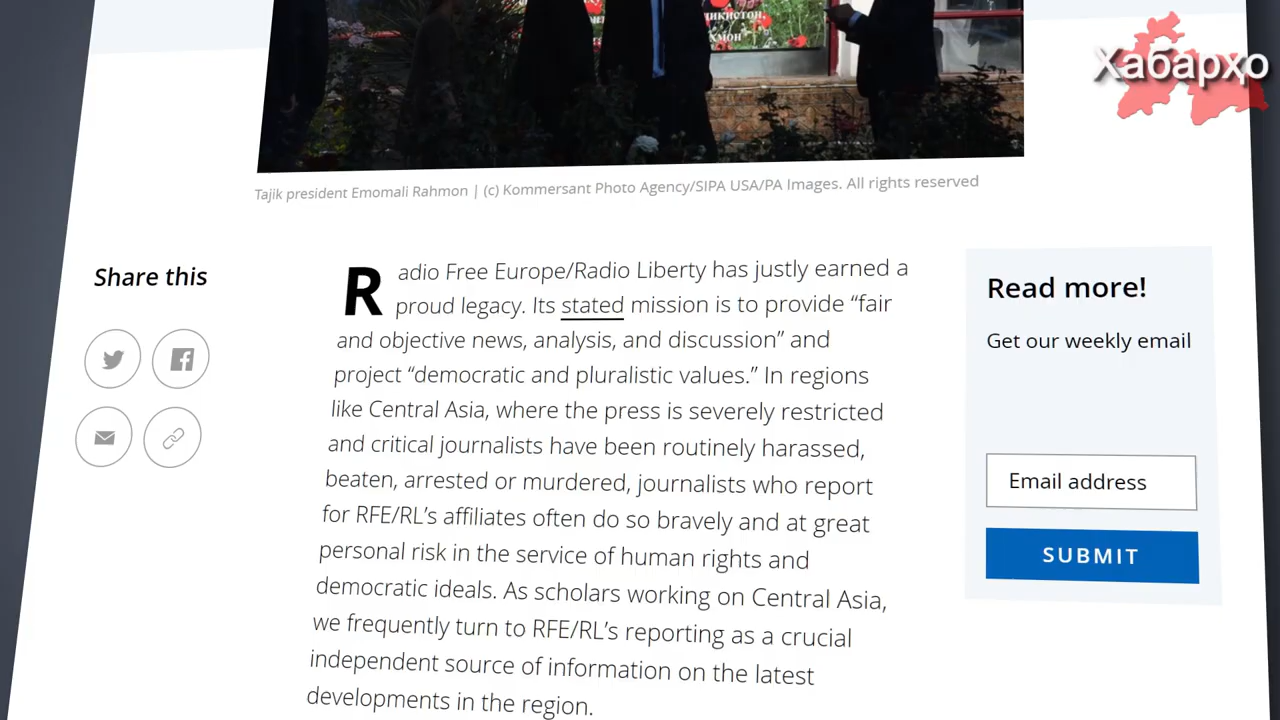 ҷикистон,
хмон"
Хабарҳо
Tajik president Emomali Rahmon | (c) Kommersant Photo Agency/SIPA USA/PA Images. All rights reserved
Share this
Radio Free Europe/Radio Liberty has justly earned a
proud legacy. Its stated mission is to provide “fair
and objective news, analysis, and discussion” and
project “democratic and pluralistic values.” In regions
like Central Asia, where the press is severely restricted
and critical journalists have been routinely harassed,
beaten, arrested or murdered, journalists who report
for RFE/RL’s affiliates often do so bravely and at great
personal risk in the service of human rights and
democratic ideals. As scholars working on Central Asia,
we frequently turn to RFE/RL’s reporting as a crucial
independent source of information on the latest
developments in the region.
Read more!
Get our weekly email
Email address
SUBMIT